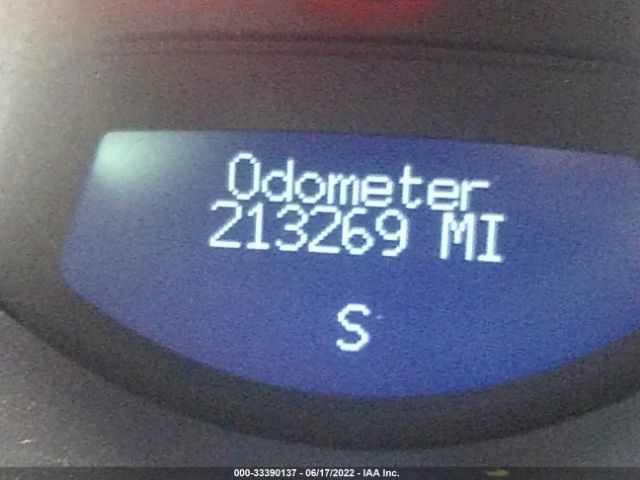 Odometer
213269 MI
S
000-33390137 - 06/17/2022 - IAA Inc.